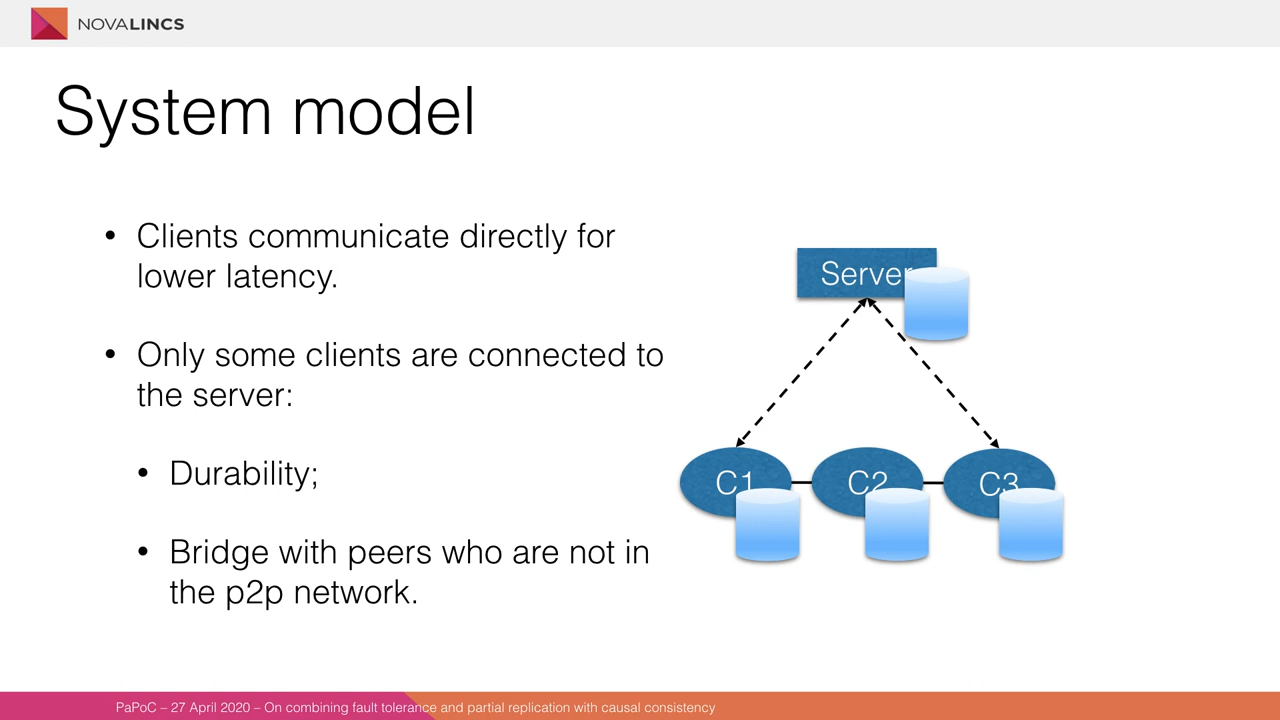 NOVALINCS
System model
• Clients communicate directly for
lower latency.
• Only some clients are connected to
the server:
• Durability;
• Bridge with peers who are not in
the p2p network.
Server
C1
C2
C3
PaPoC – 27 April 2020 – On combining fault tolerance and partial replication with causal consistency